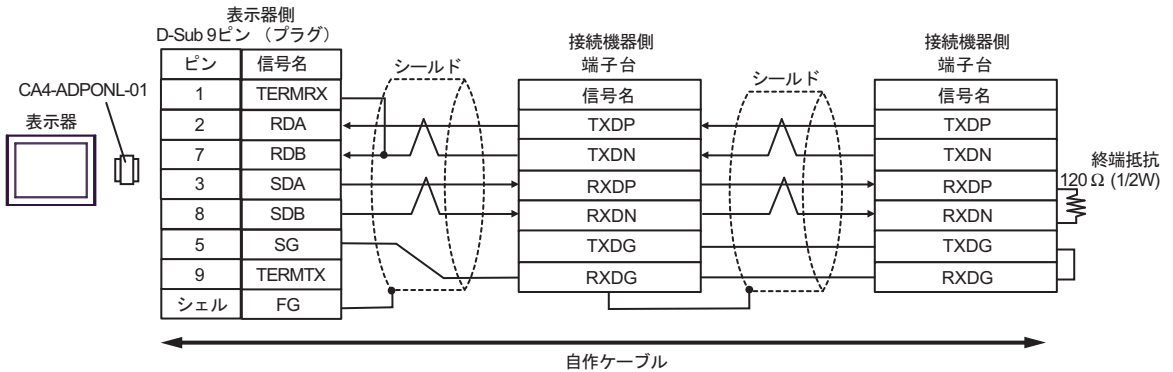 表示器側
D-Sub 9ピン （プラグ）
CA4-ADPONL-01
表示器
ピン 信号名
1 TERMRX
2 RDA
7 RDB
3 SDA
8 SDB
5 SG
9 TERMTX
シェル FG
シールド
接続機器側
端子台
信号名
TXDP
TXDN
RXDP
RXDN
TXDG
RXDG
シールド
接続機器側
端子台
信号名
TXDP
TXDN
RXDP
RXDN
TXDG
RXDG
終端抵抗
120 Ω (1/2W)
自作ケーブル